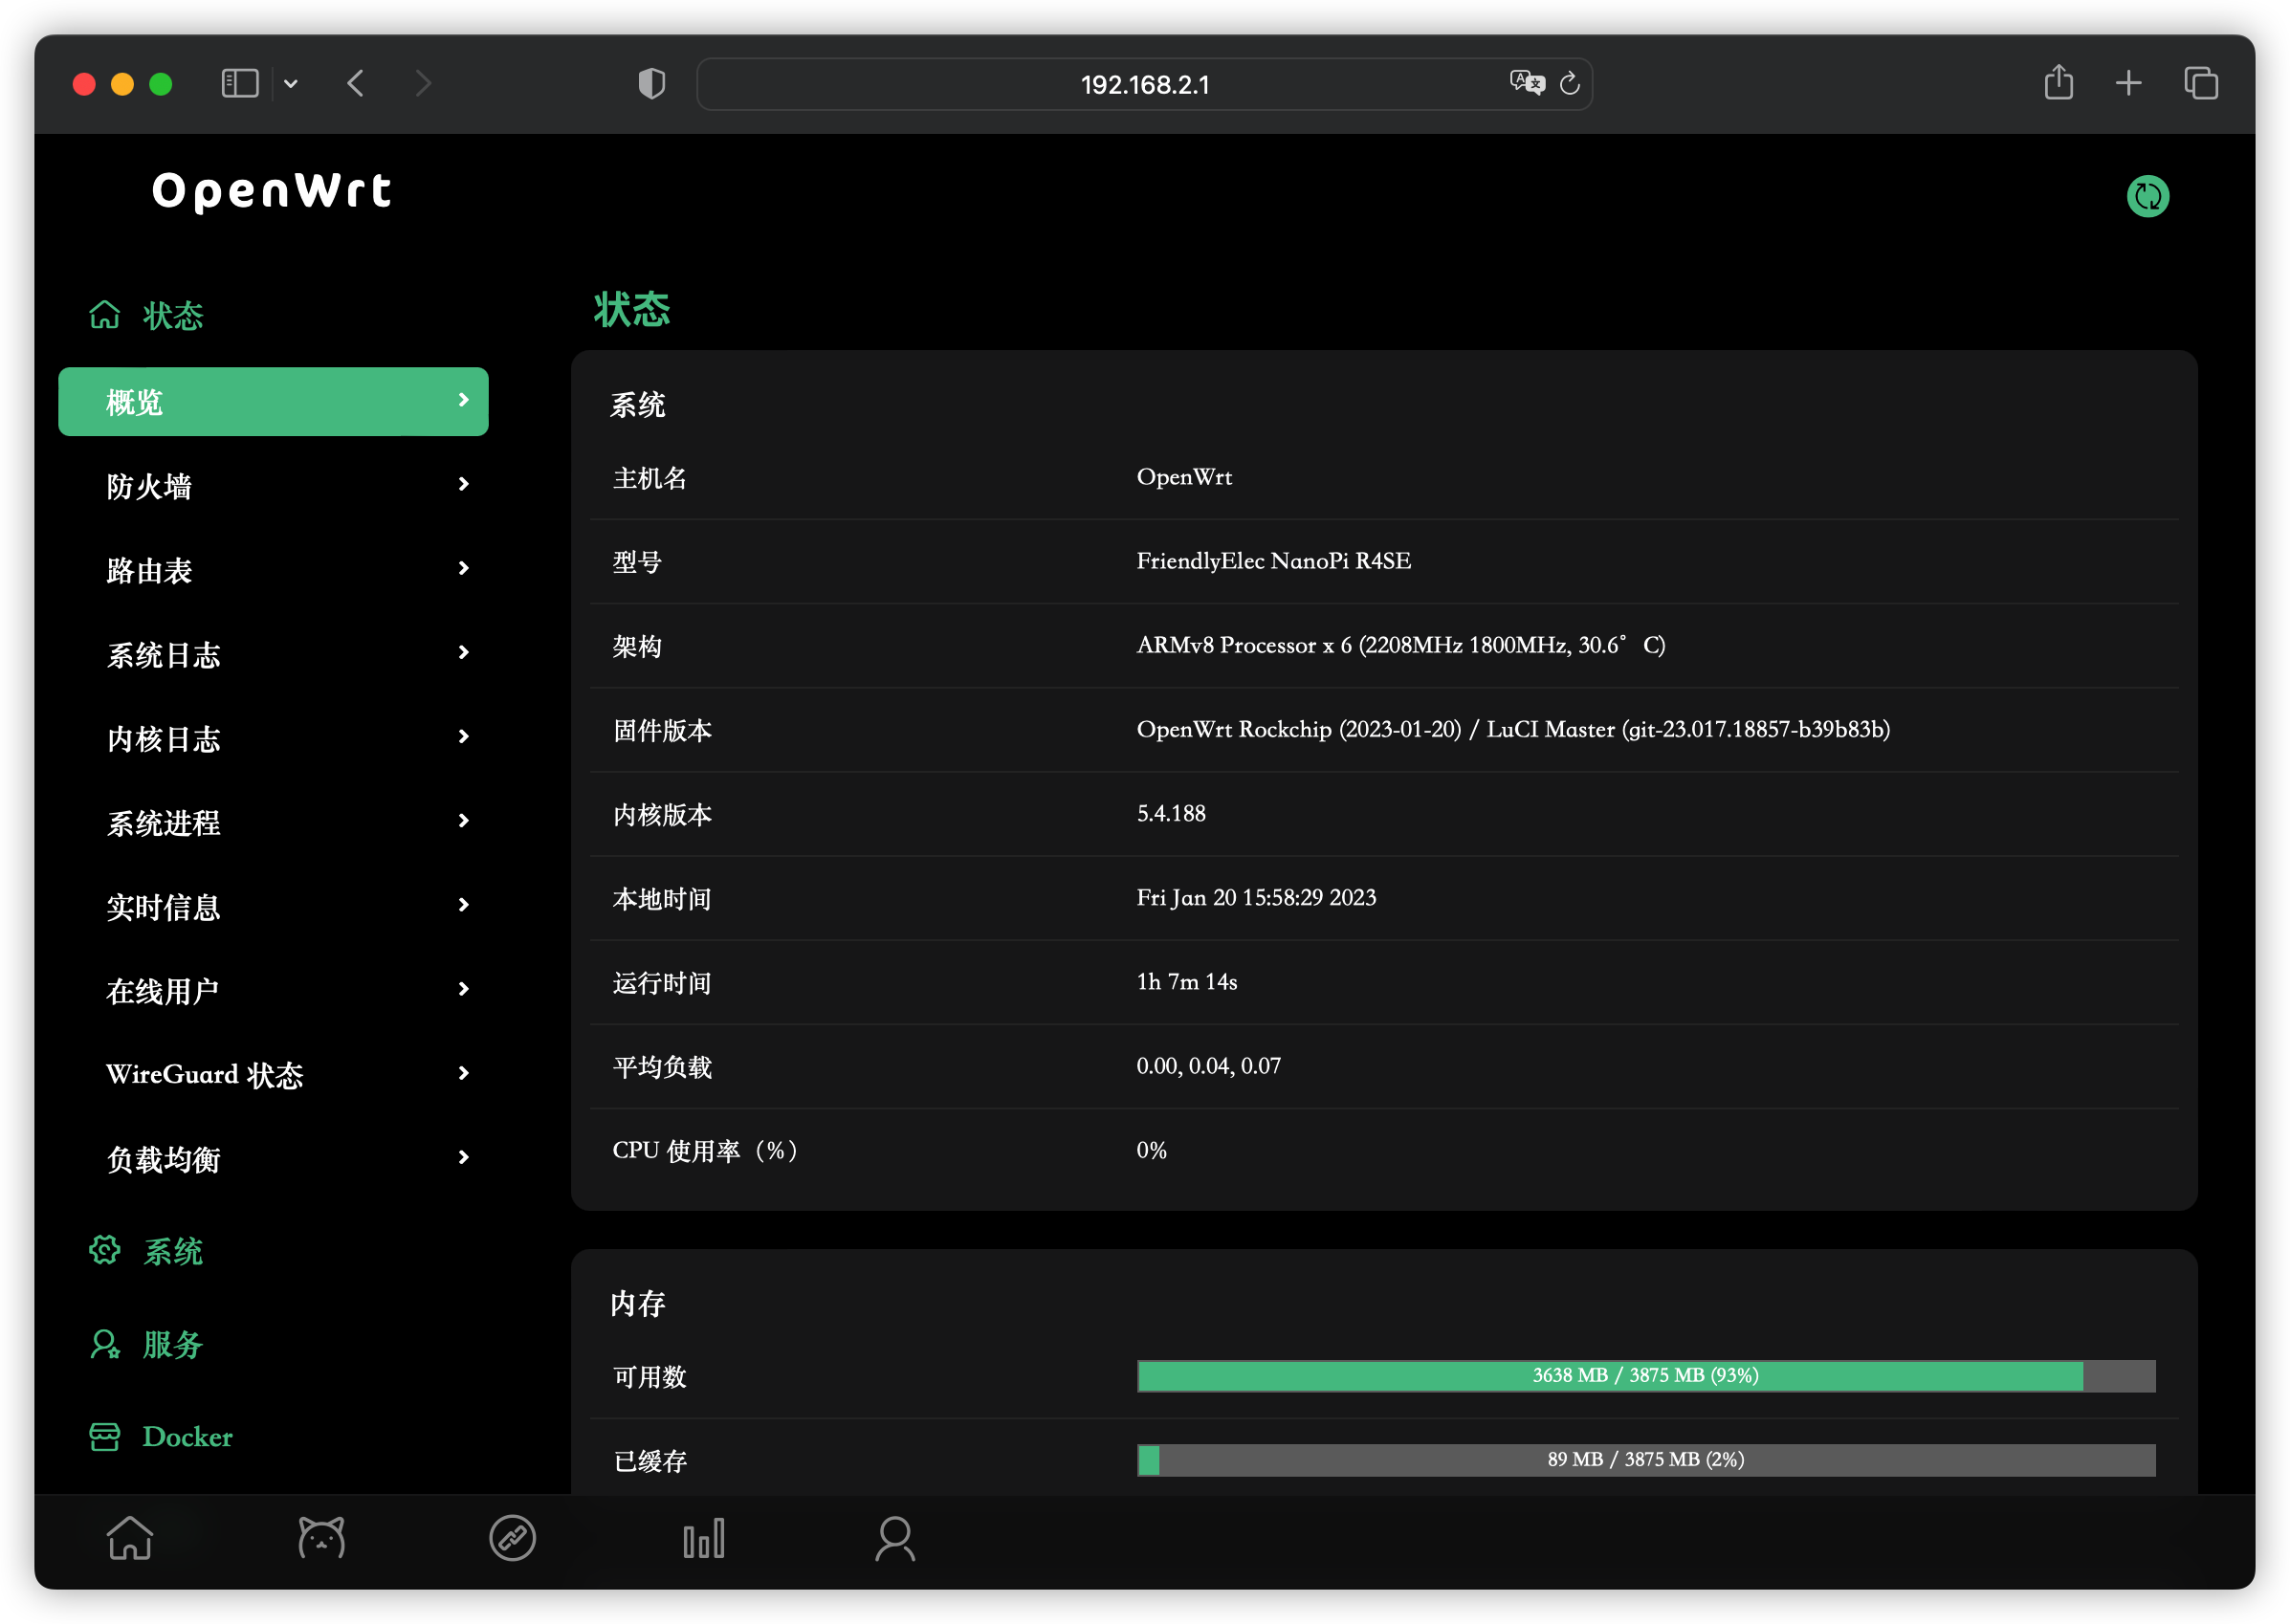 192.168.2.1
OpenWrt
状态
概览
防火墙
路由表
系统日志
内核日志
系统进程
实时信息
在线用户
WireGuard 状态
负载均衡
系统
服务
Docker
状态
系统
主机名 OpenWrt
型号 FriendlyElec NanoPi R4SE
架构 ARMv8 Processor x 6 (2208MHz 1800MHz, 30.6° C)
固件版本 OpenWrt Rockchip (2023-01-20) / LuCI Master (git-23.017.18857-b39b83b)
内核版本 5.4.188
本地时间 Fri Jan 20 15:58:29 2023
运行时间 1h 7m 14s
平均负载 0.00, 0.04, 0.07
CPU 使用率（%） 0%
内存
可用数 3638 MB / 3875 MB (93%)
已缓存 89 MB / 3875 MB (2%)